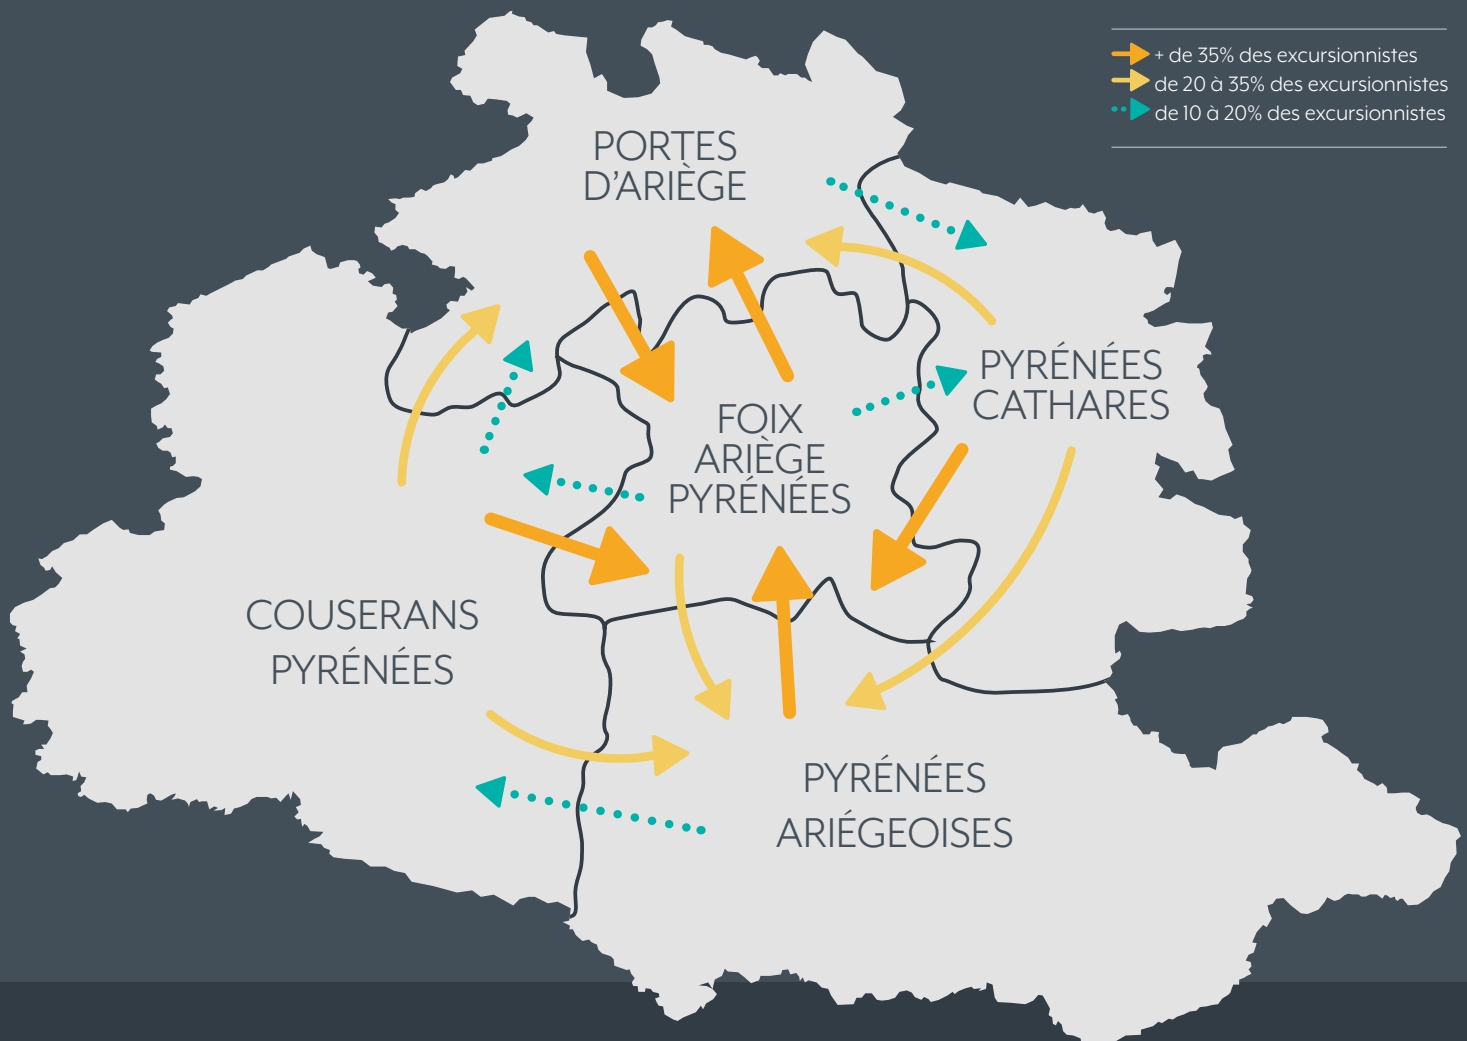 + de 35% des excursionnistes
de 20 à 35% des excursionnistes
de 10 à 20% des excursionnistes
PORTES
D'ARIÈGE
PYRÉNÉES
CATHARES
FOIX
ARIÈGE
PYRÉNÉES
COUSERANS
PYRÉNÉES
PYRÉNÉES
ARIÉGEOISES